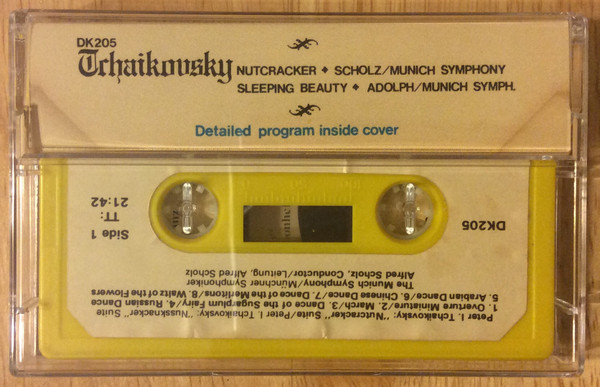 DK205
Tchaikovsky
NUTCRACKER ◆ SCHOLZ/MUNICH SYMPHONY
SLEEPING BEAUTY ◆ ADOLPH/MUNICH SYMPH.
Detailed program inside cover
Peter I. Tchaikovsky: "Nutcracker" Suite/Peter I. Tchaikovsky: "Nussknacker" Suite
1. Overture Miniature/2. March/3. Dance of the Sugarplum Fairy/4. Russian Dance
5. Arabian Dance/6. Chinese Dance/7. Dance of the Merlitons/8. Waltz of the Flowers
The Munich Symphony/Münchner Symphoniker
Alfred Scholz, Conductor/Leitung, Alfred Scholz
DK205
Side 1
TT:
21:42